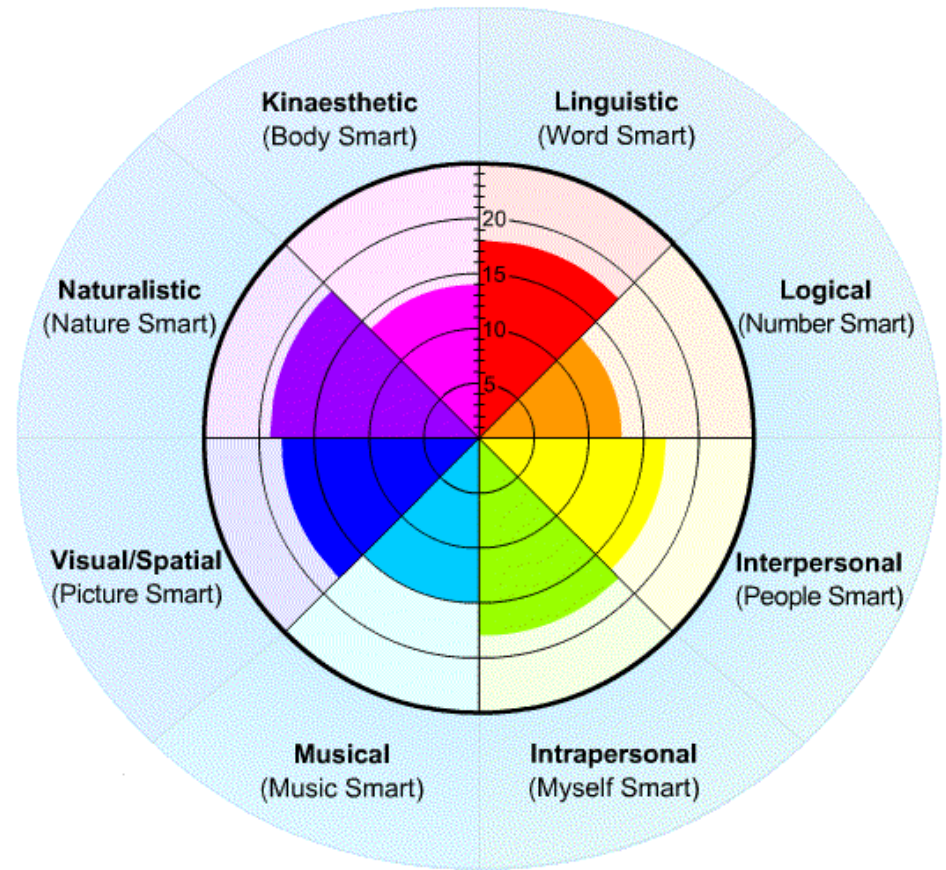 Kinaesthetic
(Body Smart)
Linguistic
(Word Smart)
20
15
10
5
Naturalistic
(Nature Smart)
Logical
(Number Smart)
Visual/Spatial
(Picture Smart)
Interpersonal
(People Smart)
Musical
(Music Smart)
Intrapersonal
(Myself Smart)